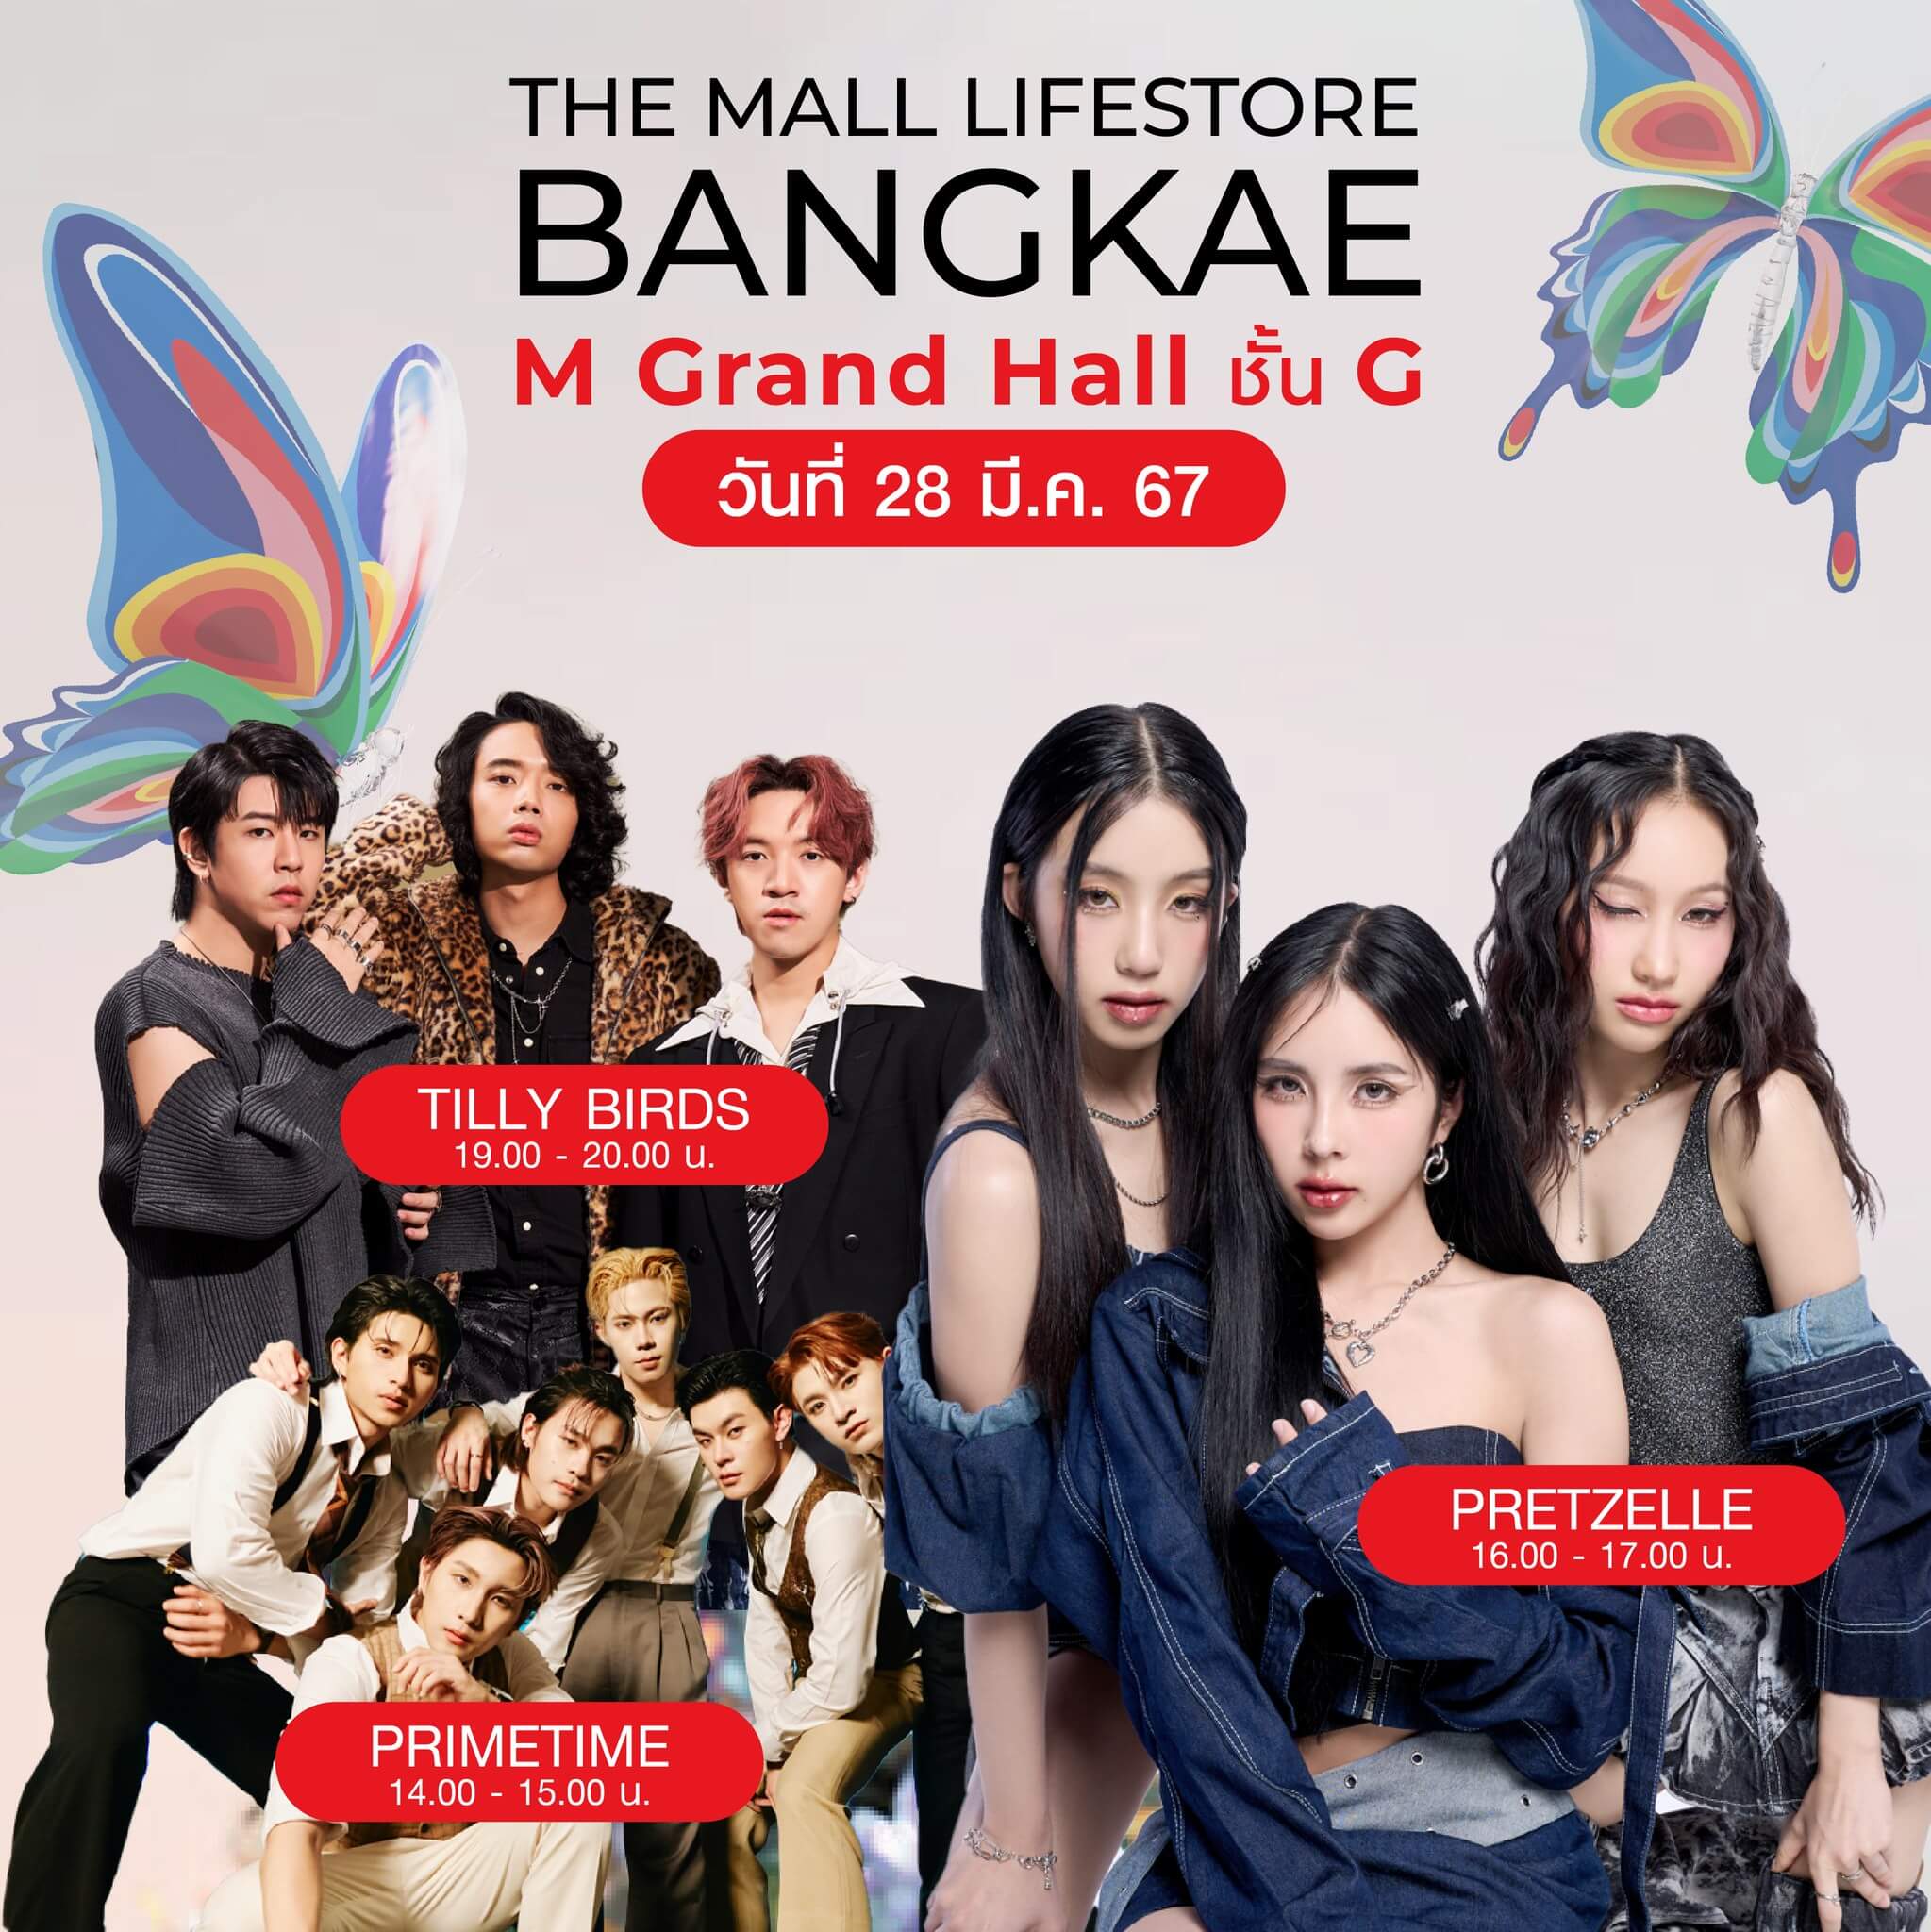 THE MALL LIFESTORE
BANGKAE
M Grand Hall ชั้น G
วันที่ 28 มี.ค. 67
TILLY BIRDS
19.00 - 20.00 น.
PRETZELLE
16.00 - 17.00 น.
PRIMETIME
14.00 - 15.00 น.